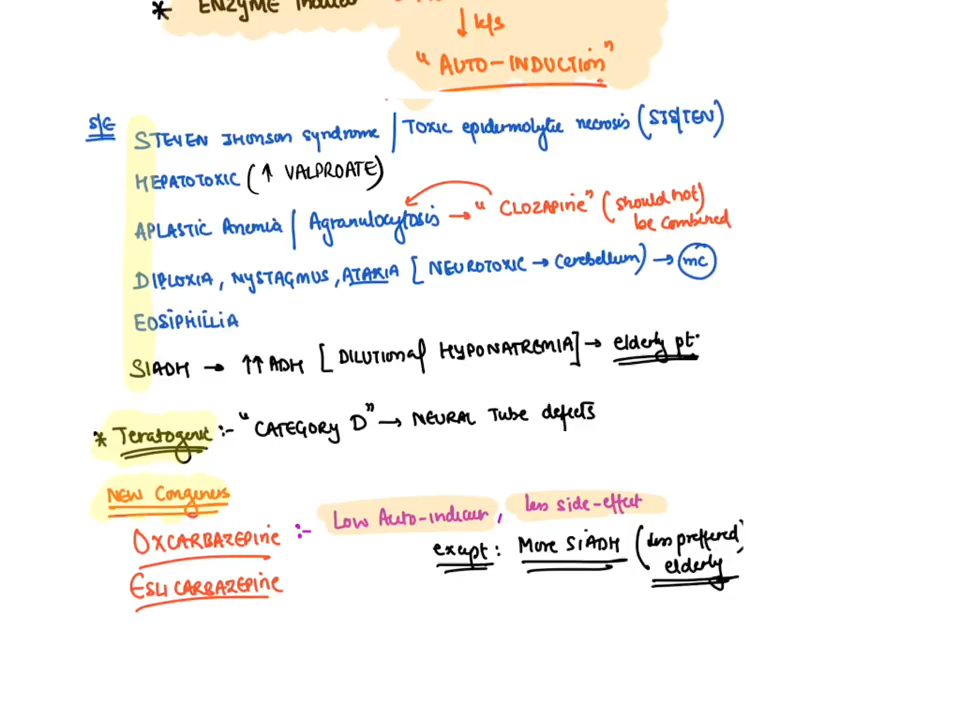 * ENZYME Inducer
↓ k/s
"AUTO-INDUCTION"
S/E STEVEN JHONSON syndrome / TOXIC epidermolytic necrosis (SJS/TEN)
HEPATOTOXIC (↑ VALPROATE)
APLASTIC Anemia / Agranulocytosis → "CLOZAPINE" (should not
be combined
DIPLOXIA, NYSTAGMUS, ATAXIA [NEUROTOXIC → Cerebellum) → mc
EOSIPHILLIA
SIADH → ↑↑ ADH [DILUTIONAL HYPONATREMIA] → elderly pt.
* Teratogenic :- "CATEGORY D" → NEURAL Tube defects
NEW Congeners
OXCARBAZEPINE :- Low Auto-inducer, less side-effect
ESLICARBAZEPINE except: More SIADH (less preffered,
elderly